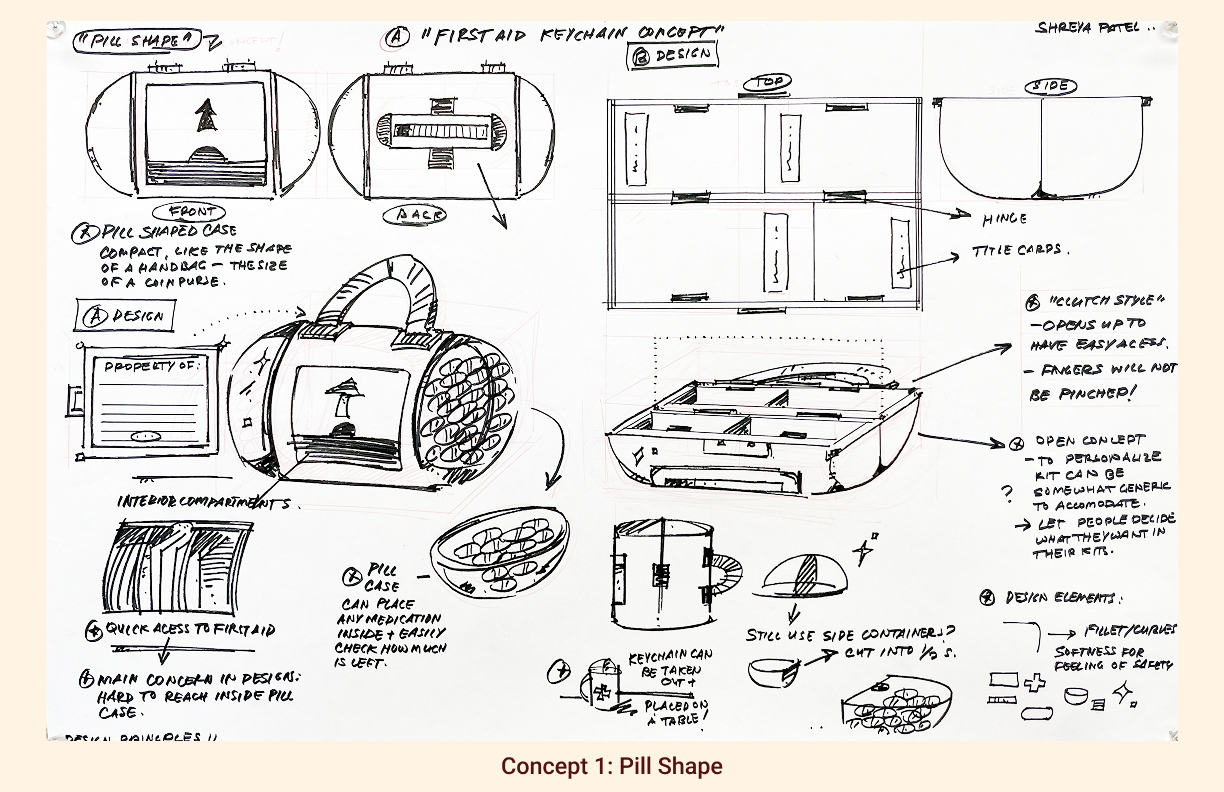 "PILL SHAPE"
Ⓐ "FIRST AID KEYCHAIN CONCEPT"
SHREYA PATEL ..
Ⓑ DESIGN
TOP
SIDE
FRONT
BACK
PILL SHAPED CASE
COMPACT, LIKE THE SHAPE
OF A HANDBAG – THE SIZE
OF A COIN PURSE.
HINGE
TITLE CARDS.
Ⓐ DESIGN
PROPERTY OF:
"CLUTCH STYLE"
– OPENS UP TO
HAVE EASY ACESS.
– FINGERS WILL NOT
BE PINCHED!
OPEN CONCEPT
– TO PERSONALIZE
KIT CAN BE
? SOMEWHAT GENERIC
TO ACCOMODATE.
→ LET PEOPLE DECIDE
WHAT THEY WANT IN
THEIR KITS.
INTERIOR COMPARTMENTS.
PILL
CASE
CAN PLACE
ANY MEDICATION
INSIDE + EASILY
CHECK HOW MUCH
IS LEFT.
QUICK ACESS TO FIRST AID
MAIN CONCERN IN DESIGN:
HARD TO REACH INSIDE PILL
CASE.
KEYCHAIN CAN
BE TAKEN
OUT +
PLACED ON
A TABLE!
STILL USE SIDE CONTAINERS?
CUT INTO 1/2'S.
DESIGN ELEMENTS:
FILLET/CURVES
SOFTNESS FOR
FEELING OF SAFETY
DESIGN PRINCIPLES !!
Concept 1: Pill Shape